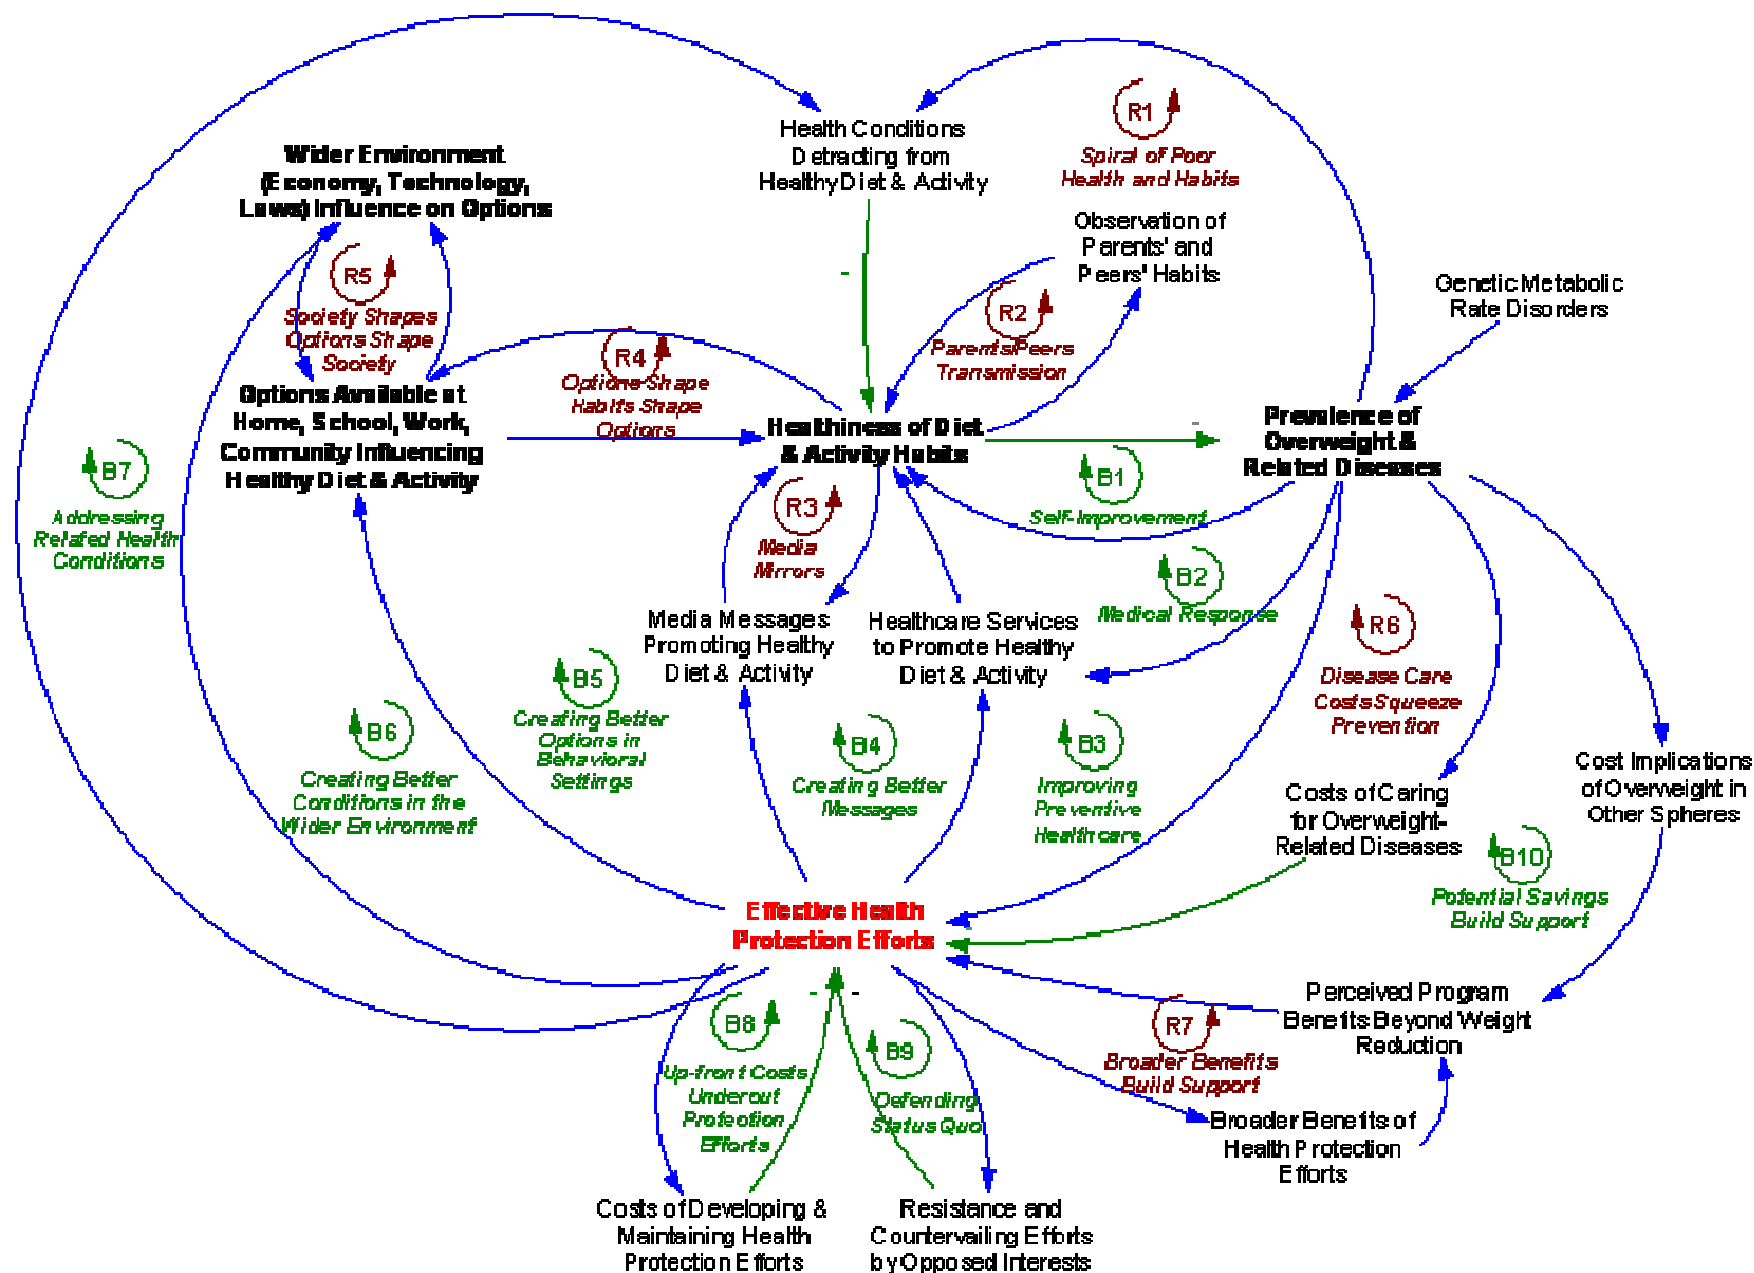 Health Conditions
Detracting from
Healthy Diet & Activity
R1
Spiral of Poor
Health and Habits
Wider Environment
(Economy, Technology,
Laws) Influence on Options
Observation of
Parents' and
Peers' Habits
R5
Society Shapes
Options Shape
Society
-
R2
Parents/Peers
Transmission
Genetic Metabolic
Rate Disorders
R4
Options Shape
Habits Shape
Options
Options Available at
Home, School, Work,
Community Influencing
Healthy Diet & Activity
Healthiness of Diet
& Activity Habits
-
Prevalence of
Overweight &
Related Diseases
B7
Addressing
Related Health
Conditions
R3
Media
Mirrors
B1
Self-Improvement
B2
Medical Response
Media Messages
Promoting Healthy
Diet & Activity
Healthcare Services
to Promote Healthy
Diet & Activity
R6
Disease Care
Costs Squeeze
Prevention
B6
Creating Better
Conditions in the
Wider Environment
B5
Creating Better
Options in
Behavioral
Settings
B4
Creating Better
Messages
B3
Improving
Preventive
Healthcare
Costs of Caring
for Overweight-
Related Diseases
Cost Implications
of Overweight in
Other Spheres
B10
Potential Savings
Build Support
Effective Health
Protection Efforts
-
- -
B8
Up-front Costs
Undercut
Protection
Efforts
B9
Defending
Status Quo
R7
Broader Benefits
Build Support
Perceived Program
Benefits Beyond Weight
Reduction
Broader Benefits of
Health Protection
Efforts
Costs of Developing &
Maintaining Health
Protection Efforts
Resistance and
Countervailing Efforts
by Opposed Interests